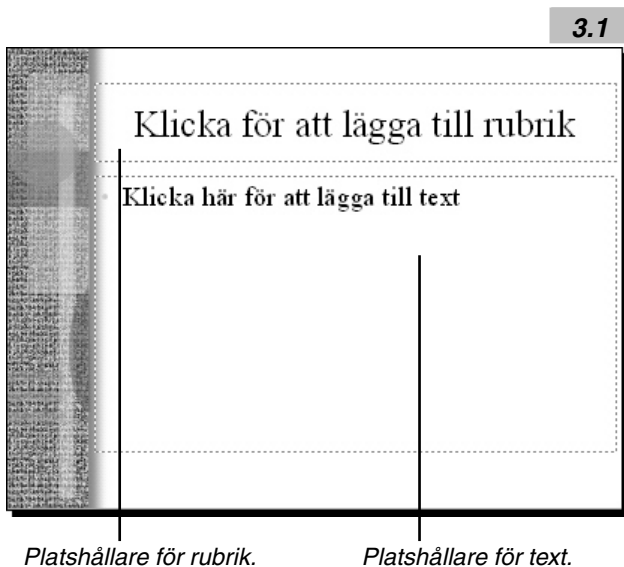 3.1
Klicka för att lägga till rubrik
Klicka här för att lägga till text
Platshållare för rubrik.
Platshållare för text.